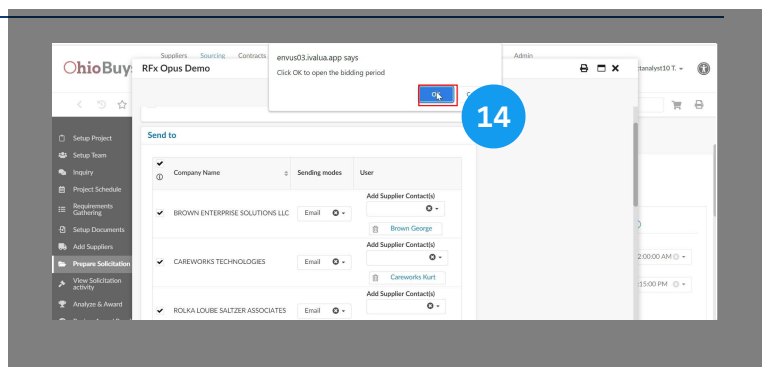 Suppliers Sourcing Contracts Admin
envus03.ivalua.app says
Click OK to open the bidding period
OK
14
OhioBuy
RFx Opus Demo
Send to
Company Name Sending modes User
Add Supplier Contact(s)
BROWN ENTERPRISE SOLUTIONS LLC Email
Brown George
Add Supplier Contact(s)
CAREWORKS TECHNOLOGIES Email
Careworks Kurt
Add Supplier Contact(s)
ROLKA LOUBE SALTZER ASSOCIATES Email
Setup Project
Setup Team
Inquiry
Project Schedule
Requirements
Gathering
Setup Documents
Add Suppliers
Prepare Solicitation
View Solicitation
activity
Analyze & Award
tanalyst10 T.
2:00:00 AM
:15:00 PM